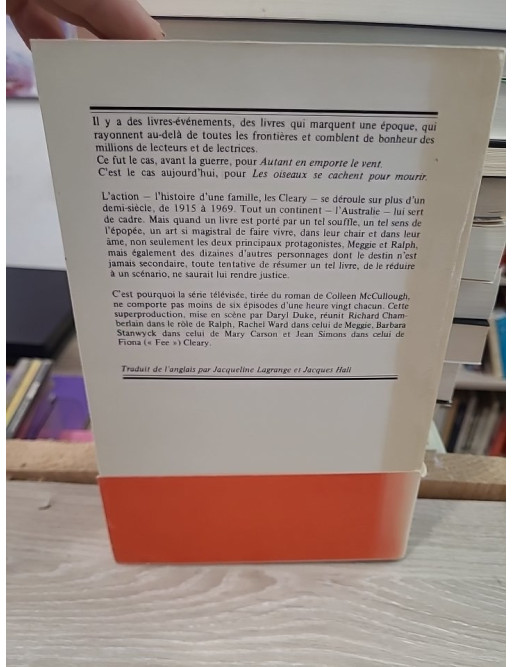 Il y a des livres-événements, des livres qui marquent une époque, qui
rayonnent au-delà de toutes les frontières et comblent de bonheur des
millions de lecteurs et de lectrices.
Ce fut le cas, avant la guerre, pour Autant en emporte le vent.
C'est le cas aujourd'hui, pour Les oiseaux se cachent pour mourir.
L'action — l'histoire d'une famille, les Cleary — se déroule sur plus d'un
demi-siècle, de 1915 à 1969. Tout un continent — l'Australie — lui sert
de cadre. Mais quand un livre est porté par un tel souffle, un tel sens de
l'épopée, un art si magistral de faire vivre, dans leur chair et dans leur
âme, non seulement les deux principaux protagonistes, Meggie et Ralph,
mais également des dizaines d'autres personnages dont le destin n'est
jamais secondaire, toute tentative de résumer un tel livre, de le réduire
à un scénario, ne saurait lui rendre justice.
C'est pourquoi la série télévisée, tirée du roman de Colleen McCullough,
ne comporte pas moins de six épisodes d'une heure vingt chacun. Cette
superproduction, mise en scène par Daryl Duke, réunit Richard Cham-
berlain dans le rôle de Ralph, Rachel Ward dans celui de Meggie, Barbara
Stanwyck dans celui de Mary Carson et Jean Simons dans celui de
Fiona (« Fee ») Cleary.
Traduit de l'anglais par Jacqueline Lagrange et Jacques Hall